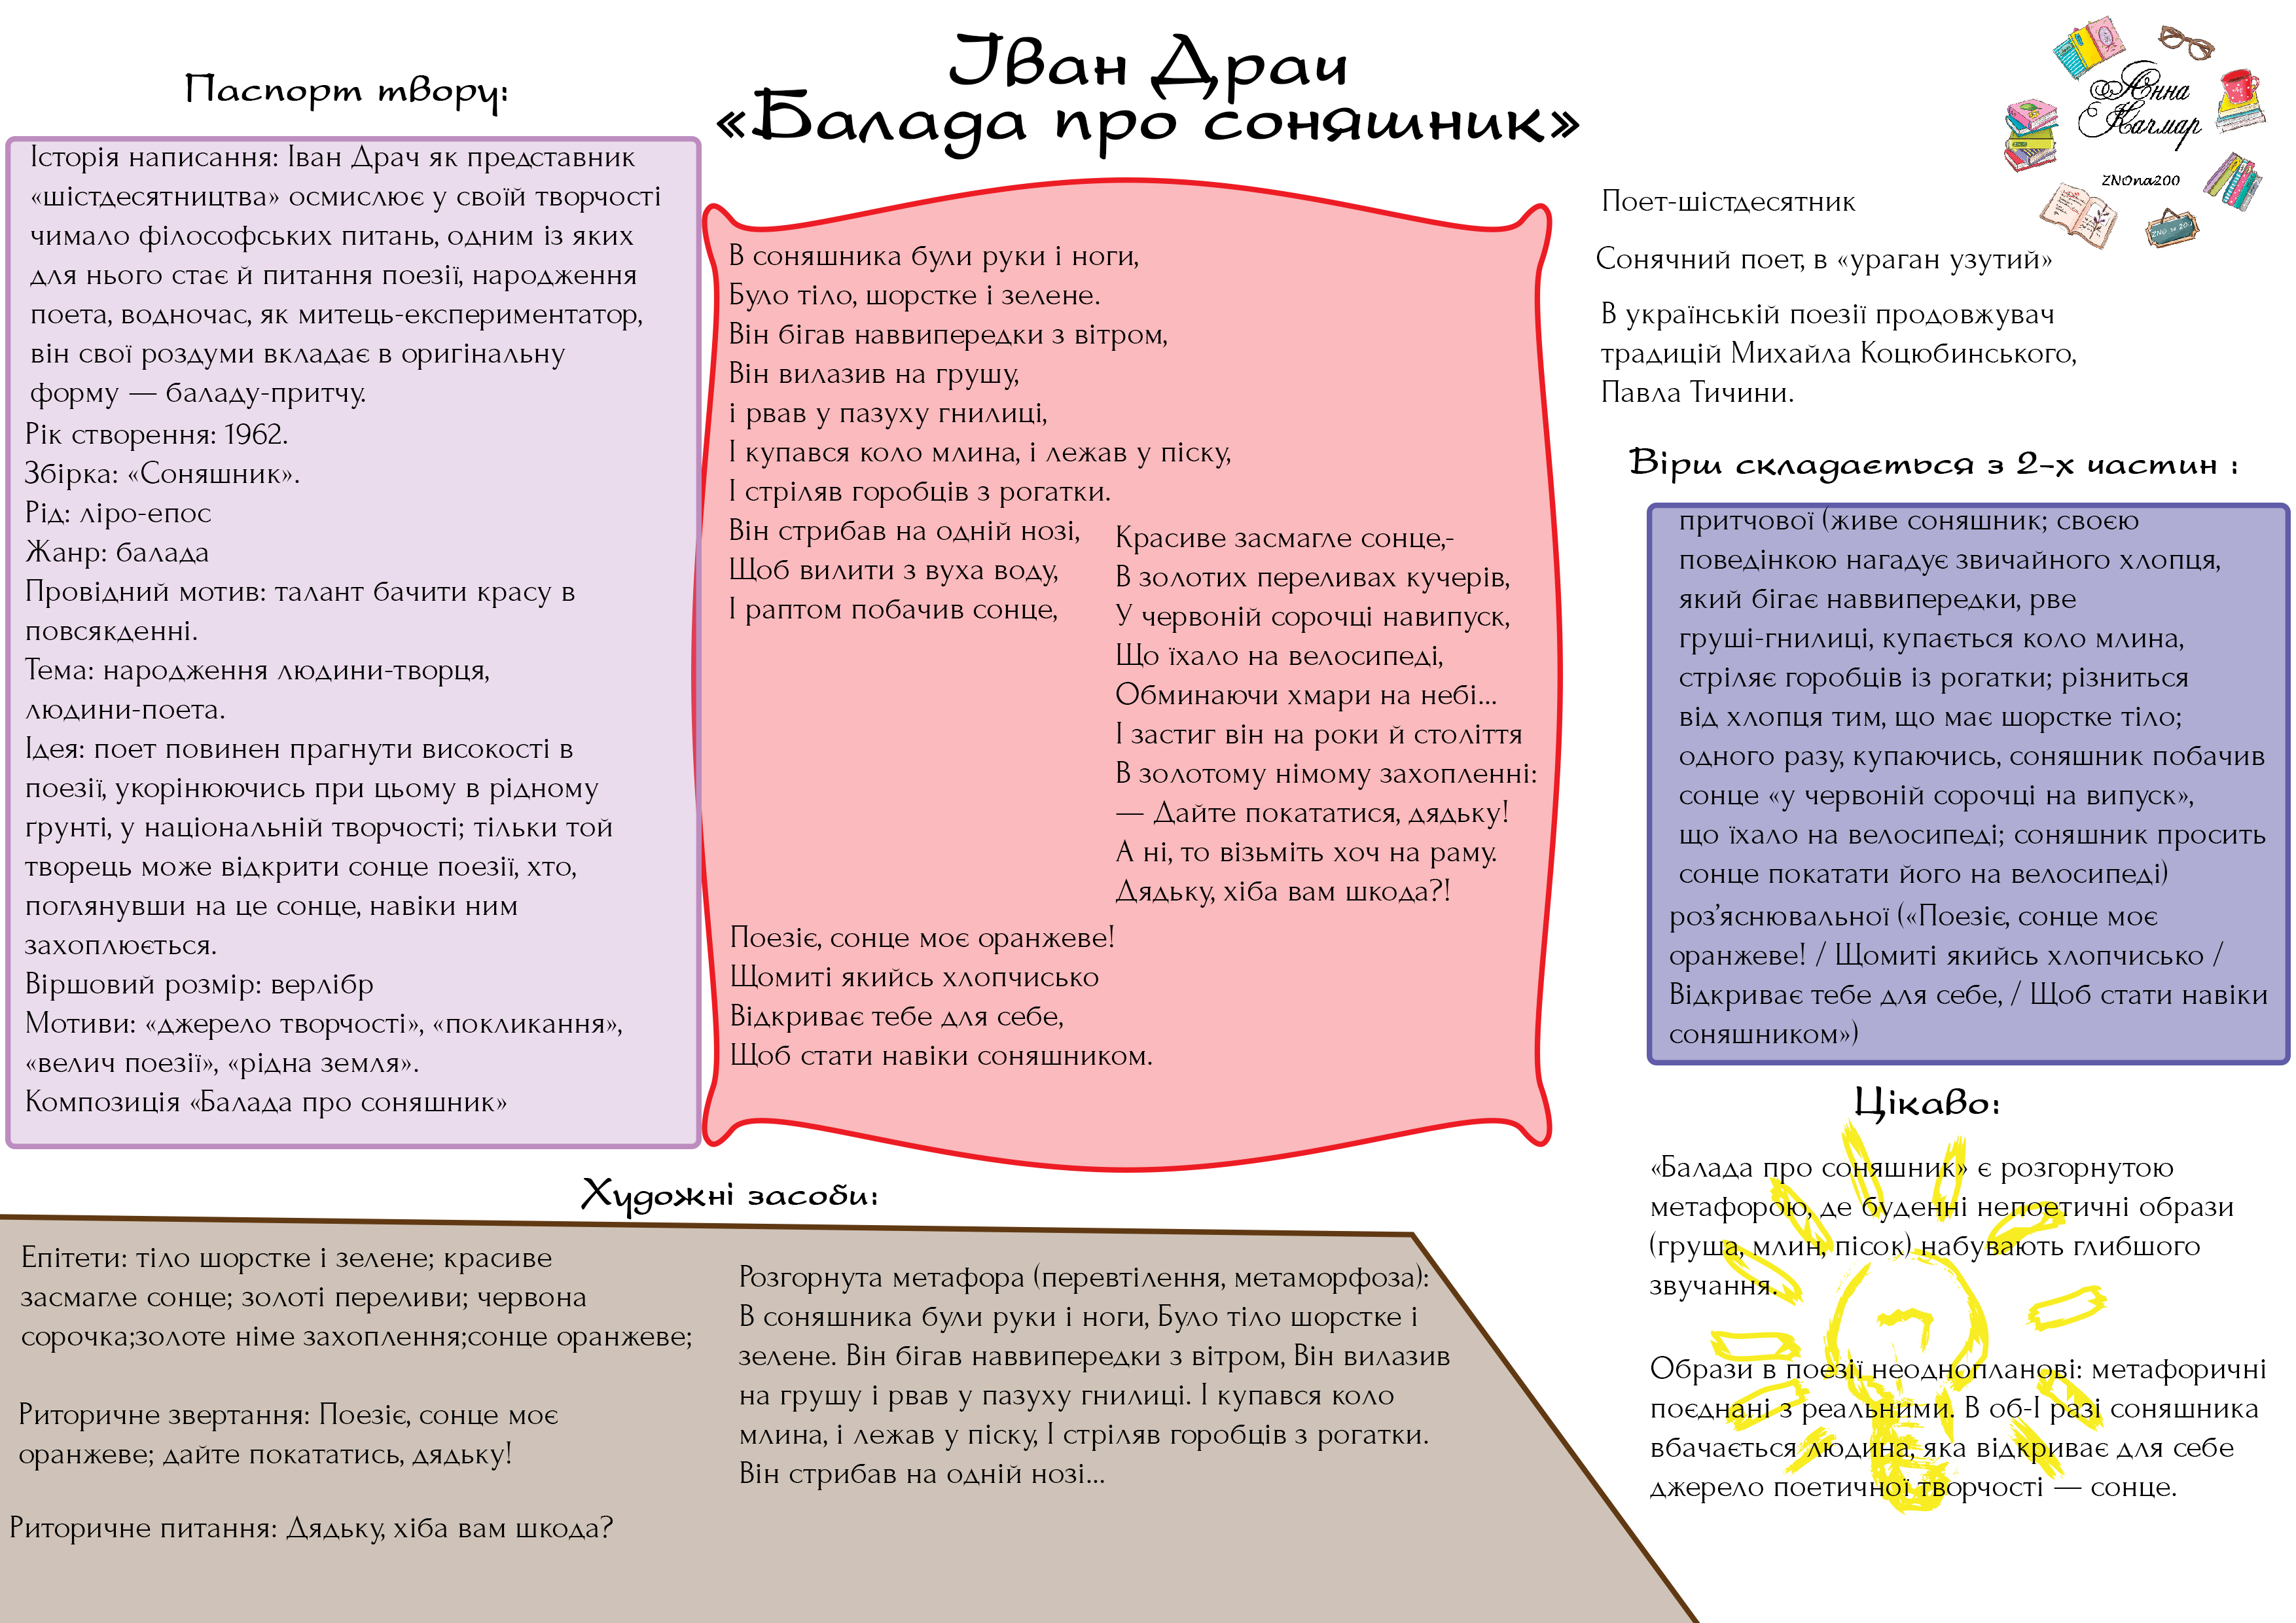 Іван Драч
«Балада про соняшник»
Анна
Качмар
ZNOna200
ZNO на 200
Паспорт твору:
Історія написання: Іван Драч як представник
«шістдесятництва» осмислює у своїй творчості
чимало філософських питань, одним із яких
для нього стає й питання поезії, народження
поета, водночас, як митець-експериментатор,
він свої роздуми вкладає в оригінальну
форму — баладу-притчу.
Рік створення: 1962.
Збірка: «Соняшник».
Рід: ліро-епос
Жанр: балада
Провідний мотив: талант бачити красу в
повсякденні.
Тема: народження людини-творця,
людини-поета.
Ідея: поет повинен прагнути високості в
поезії, укорінюючись при цьому в рідному
ґрунті, у національній творчості; тільки той
творець може відкрити сонце поезії, хто,
поглянувши на це сонце, навіки ним
захоплюється.
Віршовий розмір: верлібр
Мотиви: «джерело творчості», «покликання»,
«велич поезії», «рідна земля».
Композиція «Балада про соняшник»
В соняшника були руки і ноги,
Було тіло, шорстке і зелене.
Він бігав наввипередки з вітром,
Він вилазив на грушу,
і рвав у пазуху гнилиці,
І купався коло млина, і лежав у піску,
І стріляв горобців з рогатки.
Він стрибав на одній нозі,
Щоб вилити з вуха воду,
І раптом побачив сонце,
Красиве засмагле сонце,-
В золотих переливах кучерів,
У червоній сорочці навипуск,
Що їхало на велосипеді,
Обминаючи хмари на небі...
І застиг він на роки й століття
В золотому німому захопленні:
— Дайте покататися, дядьку!
А ні, то візьміть хоч на раму.
Дядьку, хіба вам шкода?!
Поезіє, сонце моє оранжеве!
Щомиті якийсь хлопчисько
Відкриває тебе для себе,
Щоб стати навіки соняшником.
Поет-шістдесятник
Сонячний поет, в «ураган узутий»
В українській поезії продовжувач
традицій Михайла Коцюбинського,
Павла Тичини.
Вірш складається з 2-х частин :
притчової (живе соняшник; своєю
поведінкою нагадує звичайного хлопця,
який бігає наввипередки, рве
груші-гнилиці, купається коло млина,
стріляє горобців із рогатки; різниться
від хлопця тим, що має шорстке тіло;
одного разу, купаючись, соняшник побачив
сонце «у червоній сорочці на випуск»,
що їхало на велосипеді; соняшник просить
сонце покатати його на велосипеді)
роз’яснювальної («Поезіє, сонце моє
оранжеве! / Щомиті якийсь хлопчисько /
Відкриває тебе для себе, / Щоб стати навіки
соняшником»)
Цікаво:
«Балада про соняшник» є розгорнутою
метафорою, де буденні непоетичні образи
(груша, млин, пісок) набувають глибшого
звучання.
Образи в поезії неоднопланові: метафоричні
поєднані з реальними. В об-І разі соняшника
вбачається людина, яка відкриває для себе
джерело поетичної творчості — сонце.
Художні засоби:
Епітети: тіло шорстке і зелене; красиве
засмагле сонце; золоті переливи; червона
сорочка;золоте німе захоплення;сонце оранжеве;
Риторичне звертання: Поезіє, сонце моє
оранжеве; дайте покататись, дядьку!
Риторичне питання: Дядьку, хіба вам шкода?
Розгорнута метафора (перевтілення, метаморфоза):
В соняшника були руки і ноги, Було тіло шорстке і
зелене. Він бігав наввипередки з вітром, Він вилазив
на грушу і рвав у пазуху гнилиці. І купався коло
млина, і лежав у піску, І стріляв горобців з рогатки.
Він стрибав на одній нозі...